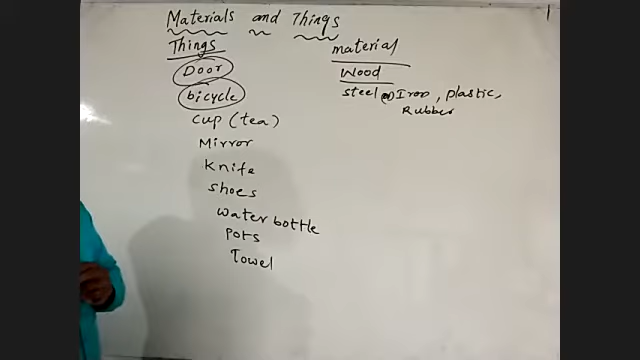 Materials and Things
Things material
Door Wood
bicycle steel (or) Iron, plastic,
Rubber
Cup (tea)
Mirror
Knife
shoes
water bottle
Pots
Towel